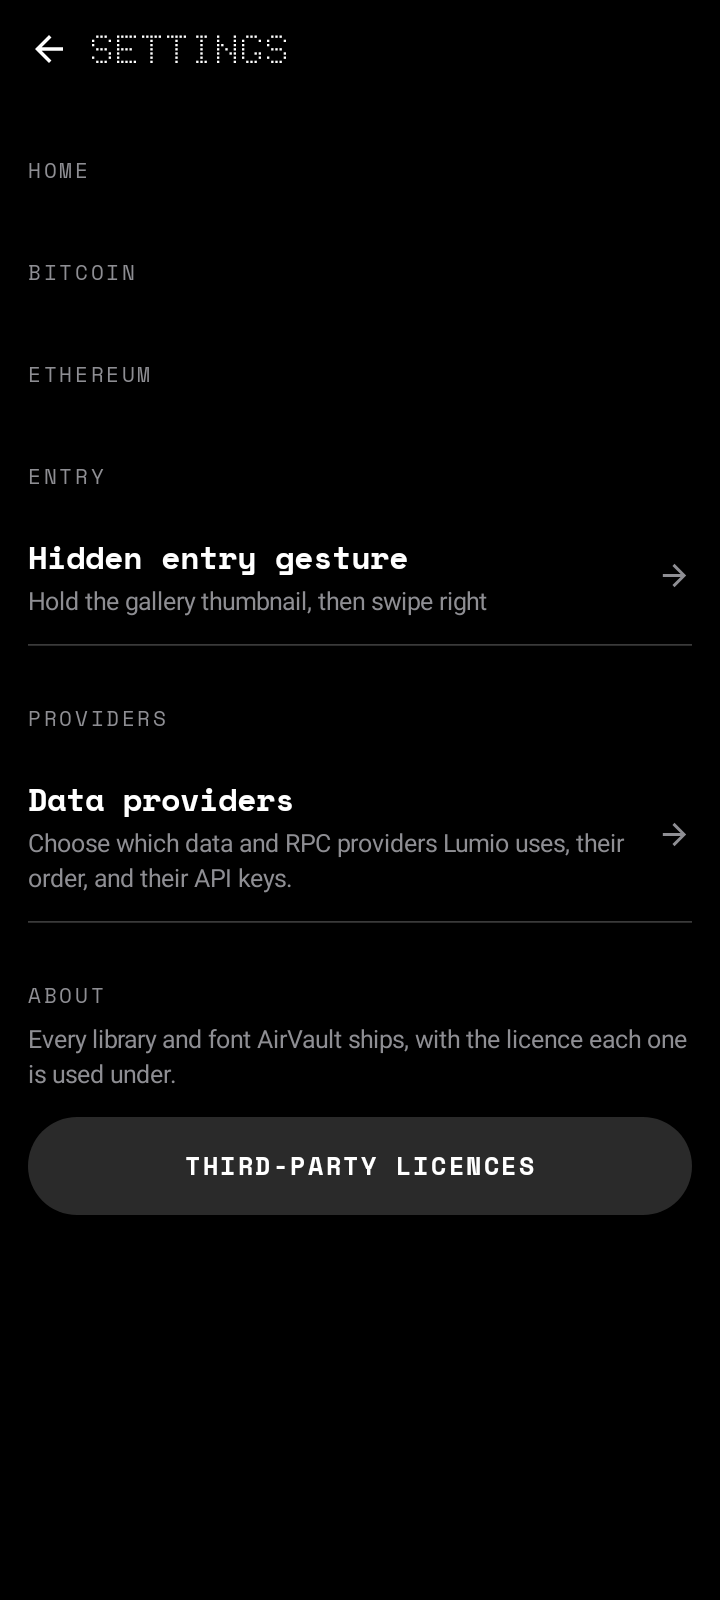 SETTINGS
HOME
BITCOIN
ETHEREUM
ENTRY
Hidden entry gesture
Hold the gallery thumbnail, then swipe right
PROVIDERS
Data providers
Choose which data and RPC providers Lumio uses, their
order, and their API keys.
ABOUT
Every library and font AirVault ships, with the licence each one
is used under.
THIRD-PARTY LICENCES